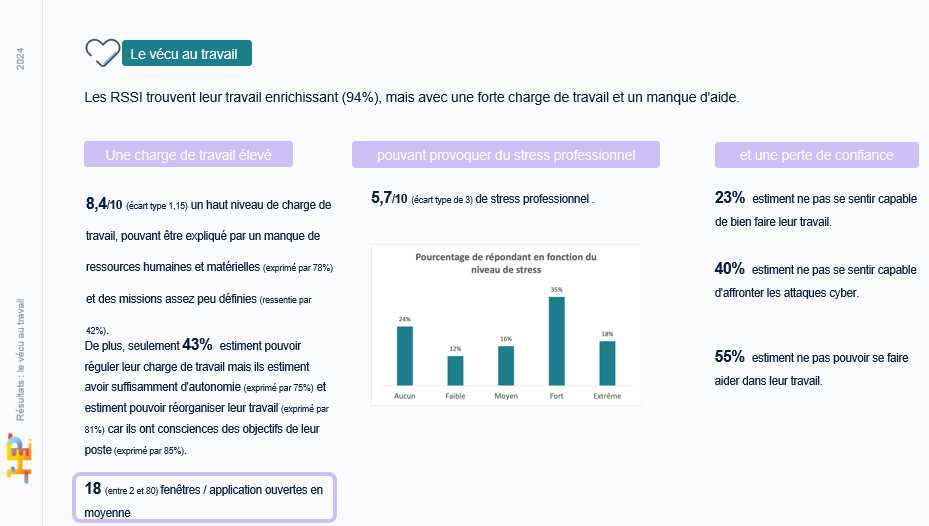 2024
Résultats : le vécu au travail
Le vécu au travail
Les RSSI trouvent leur travail enrichissant (94%), mais avec une forte charge de travail et un manque d'aide.
Une charge de travail élevé
8,4/10 (écart type 1,15) un haut niveau de charge de
travail, pouvant être expliqué par un manque de
ressources humaines et matérielles (exprimé par 78%)
et des missions assez peu définies (ressentie par
42%).
De plus, seulement 43% estiment pouvoir
réguler leur charge de travail mais ils estiment
avoir suffisamment d'autonomie (exprimé par 75%) et
estiment pouvoir réorganiser leur travail (exprimé par
81%) car ils ont consciences des objectifs de leur
poste (exprimé par 85%).
18 (entre 2 et 80) fenêtres / application ouvertes en
moyenne
pouvant provoquer du stress professionnel
5,7/10 (écart type de 3) de stress professionnel .
Pourcentage de répondant en fonction du
niveau de stress
24%
12%
16%
35%
18%
Aucun
Faible
Moyen
Fort
Extrême
et une perte de confiance
23% estiment ne pas se sentir capable
de bien faire leur travail.
40% estiment ne pas se sentir capable
d'affronter les attaques cyber.
55% estiment ne pas pouvoir se faire
aider dans leur travail.